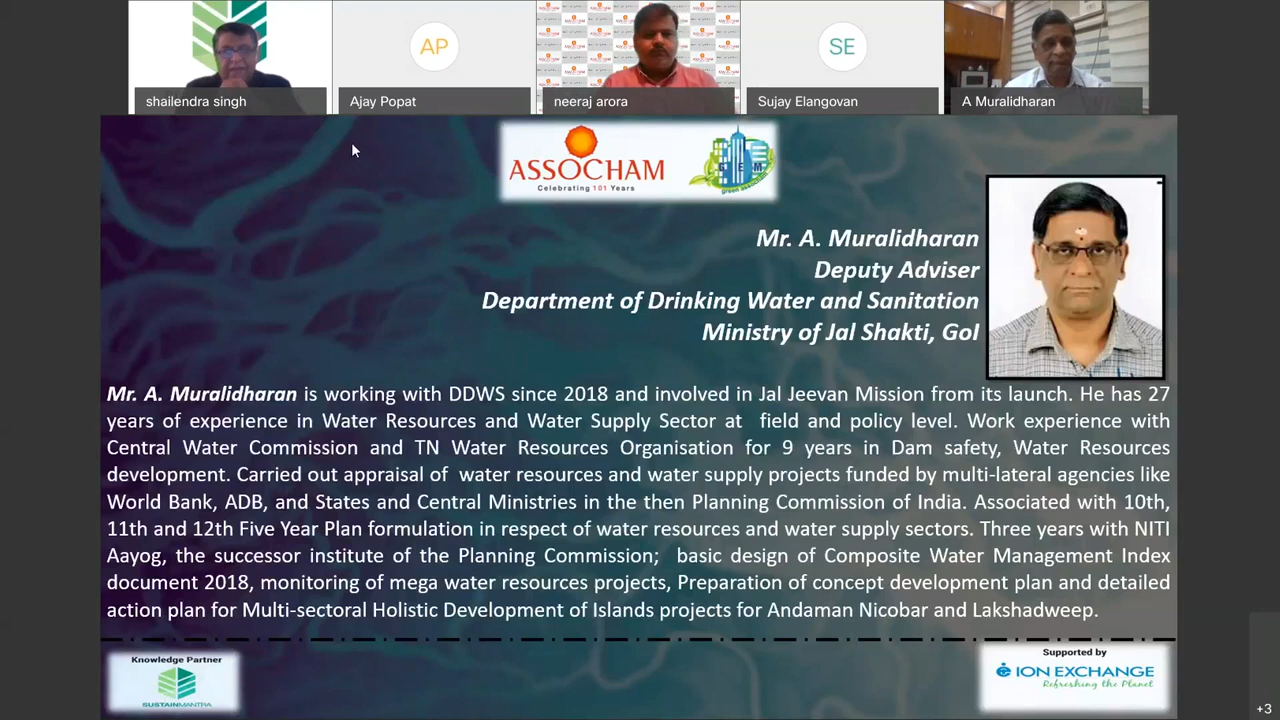 AP
SE
shailendra singh
Ajay Popat
neeraj arora
Sujay Elangovan
A Muralidharan
ASSOCHAM
Celebrating 101 Years
GEM
Mr. A. Muralidharan
Deputy Adviser
Department of Drinking Water and Sanitation
Ministry of Jal Shakti, GoI
Mr. A. Muralidharan is working with DDWS since 2018 and involved in Jal Jeevan Mission from its launch. He has 27
years of experience in Water Resources and Water Supply Sector at field and policy level. Work experience with
Central Water Commission and TN Water Resources Organisation for 9 years in Dam safety, Water Resources
development. Carried out appraisal of water resources and water supply projects funded by multi-lateral agencies like
World Bank, ADB, and States and Central Ministries in the then Planning Commission of India. Associated with 10th,
11th and 12th Five Year Plan formulation in respect of water resources and water supply sectors. Three years with NITI
Aayog, the successor institute of the Planning Commission; basic design of Composite Water Management Index
document 2018, monitoring of mega water resources projects, Preparation of concept development plan and detailed
action plan for Multi-sectoral Holistic Development of Islands projects for Andaman Nicobar and Lakshadweep.
Knowledge Partner
SUSTAINMANTRA
Supported by
ION EXCHANGE
Refreshing the Planet
+3